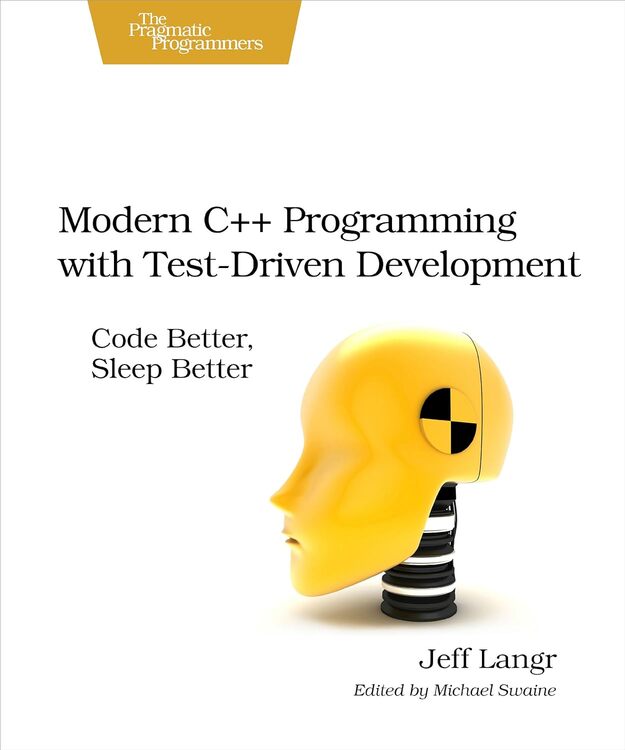 The
Pragmatic
Programmers
Modern C++ Programming
with Test-Driven Development
Code Better,
Sleep Better
Jeff Langr
Edited by Michael Swaine